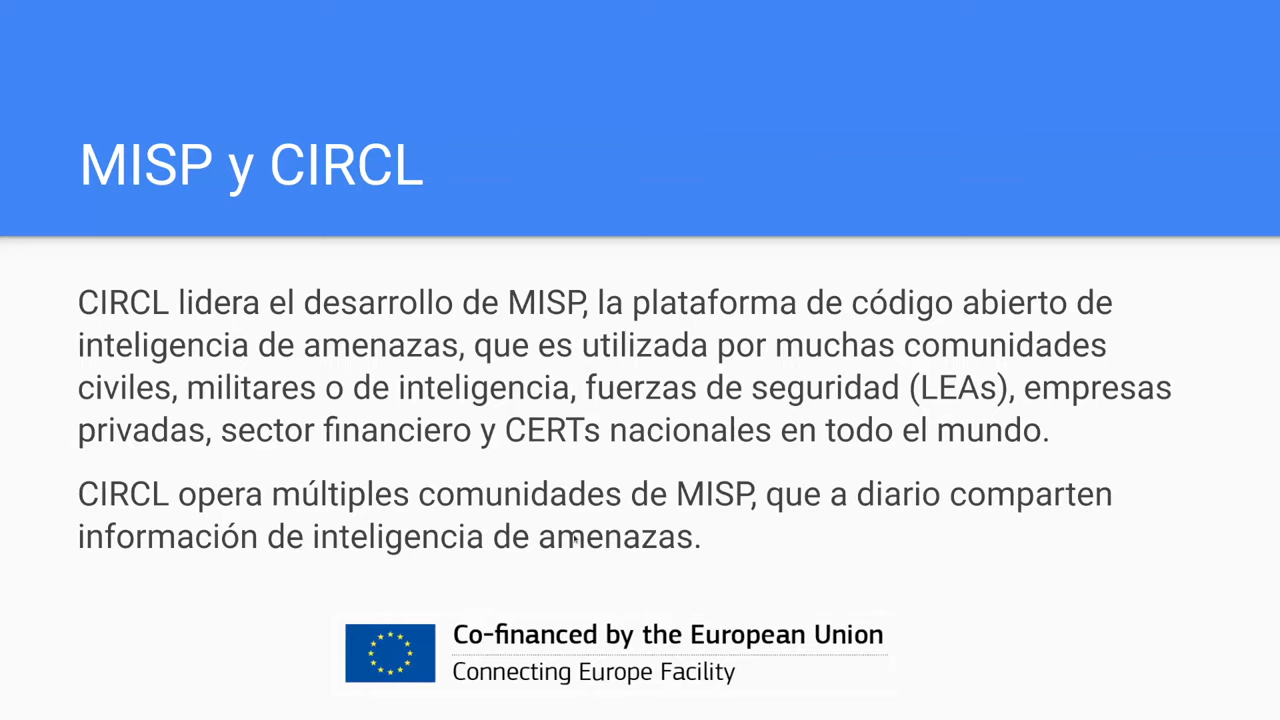 MISP y CIRCL
CIRCL lidera el desarrollo de MISP, la plataforma de código abierto de
inteligencia de amenazas, que es utilizada por muchas comunidades
civiles, militares o de inteligencia, fuerzas de seguridad (LEAs), empresas
privadas, sector financiero y CERTs nacionales en todo el mundo.
CIRCL opera múltiples comunidades de MISP, que a diario comparten
información de inteligencia de amenazas.
Co-financed by the European Union
Connecting Europe Facility